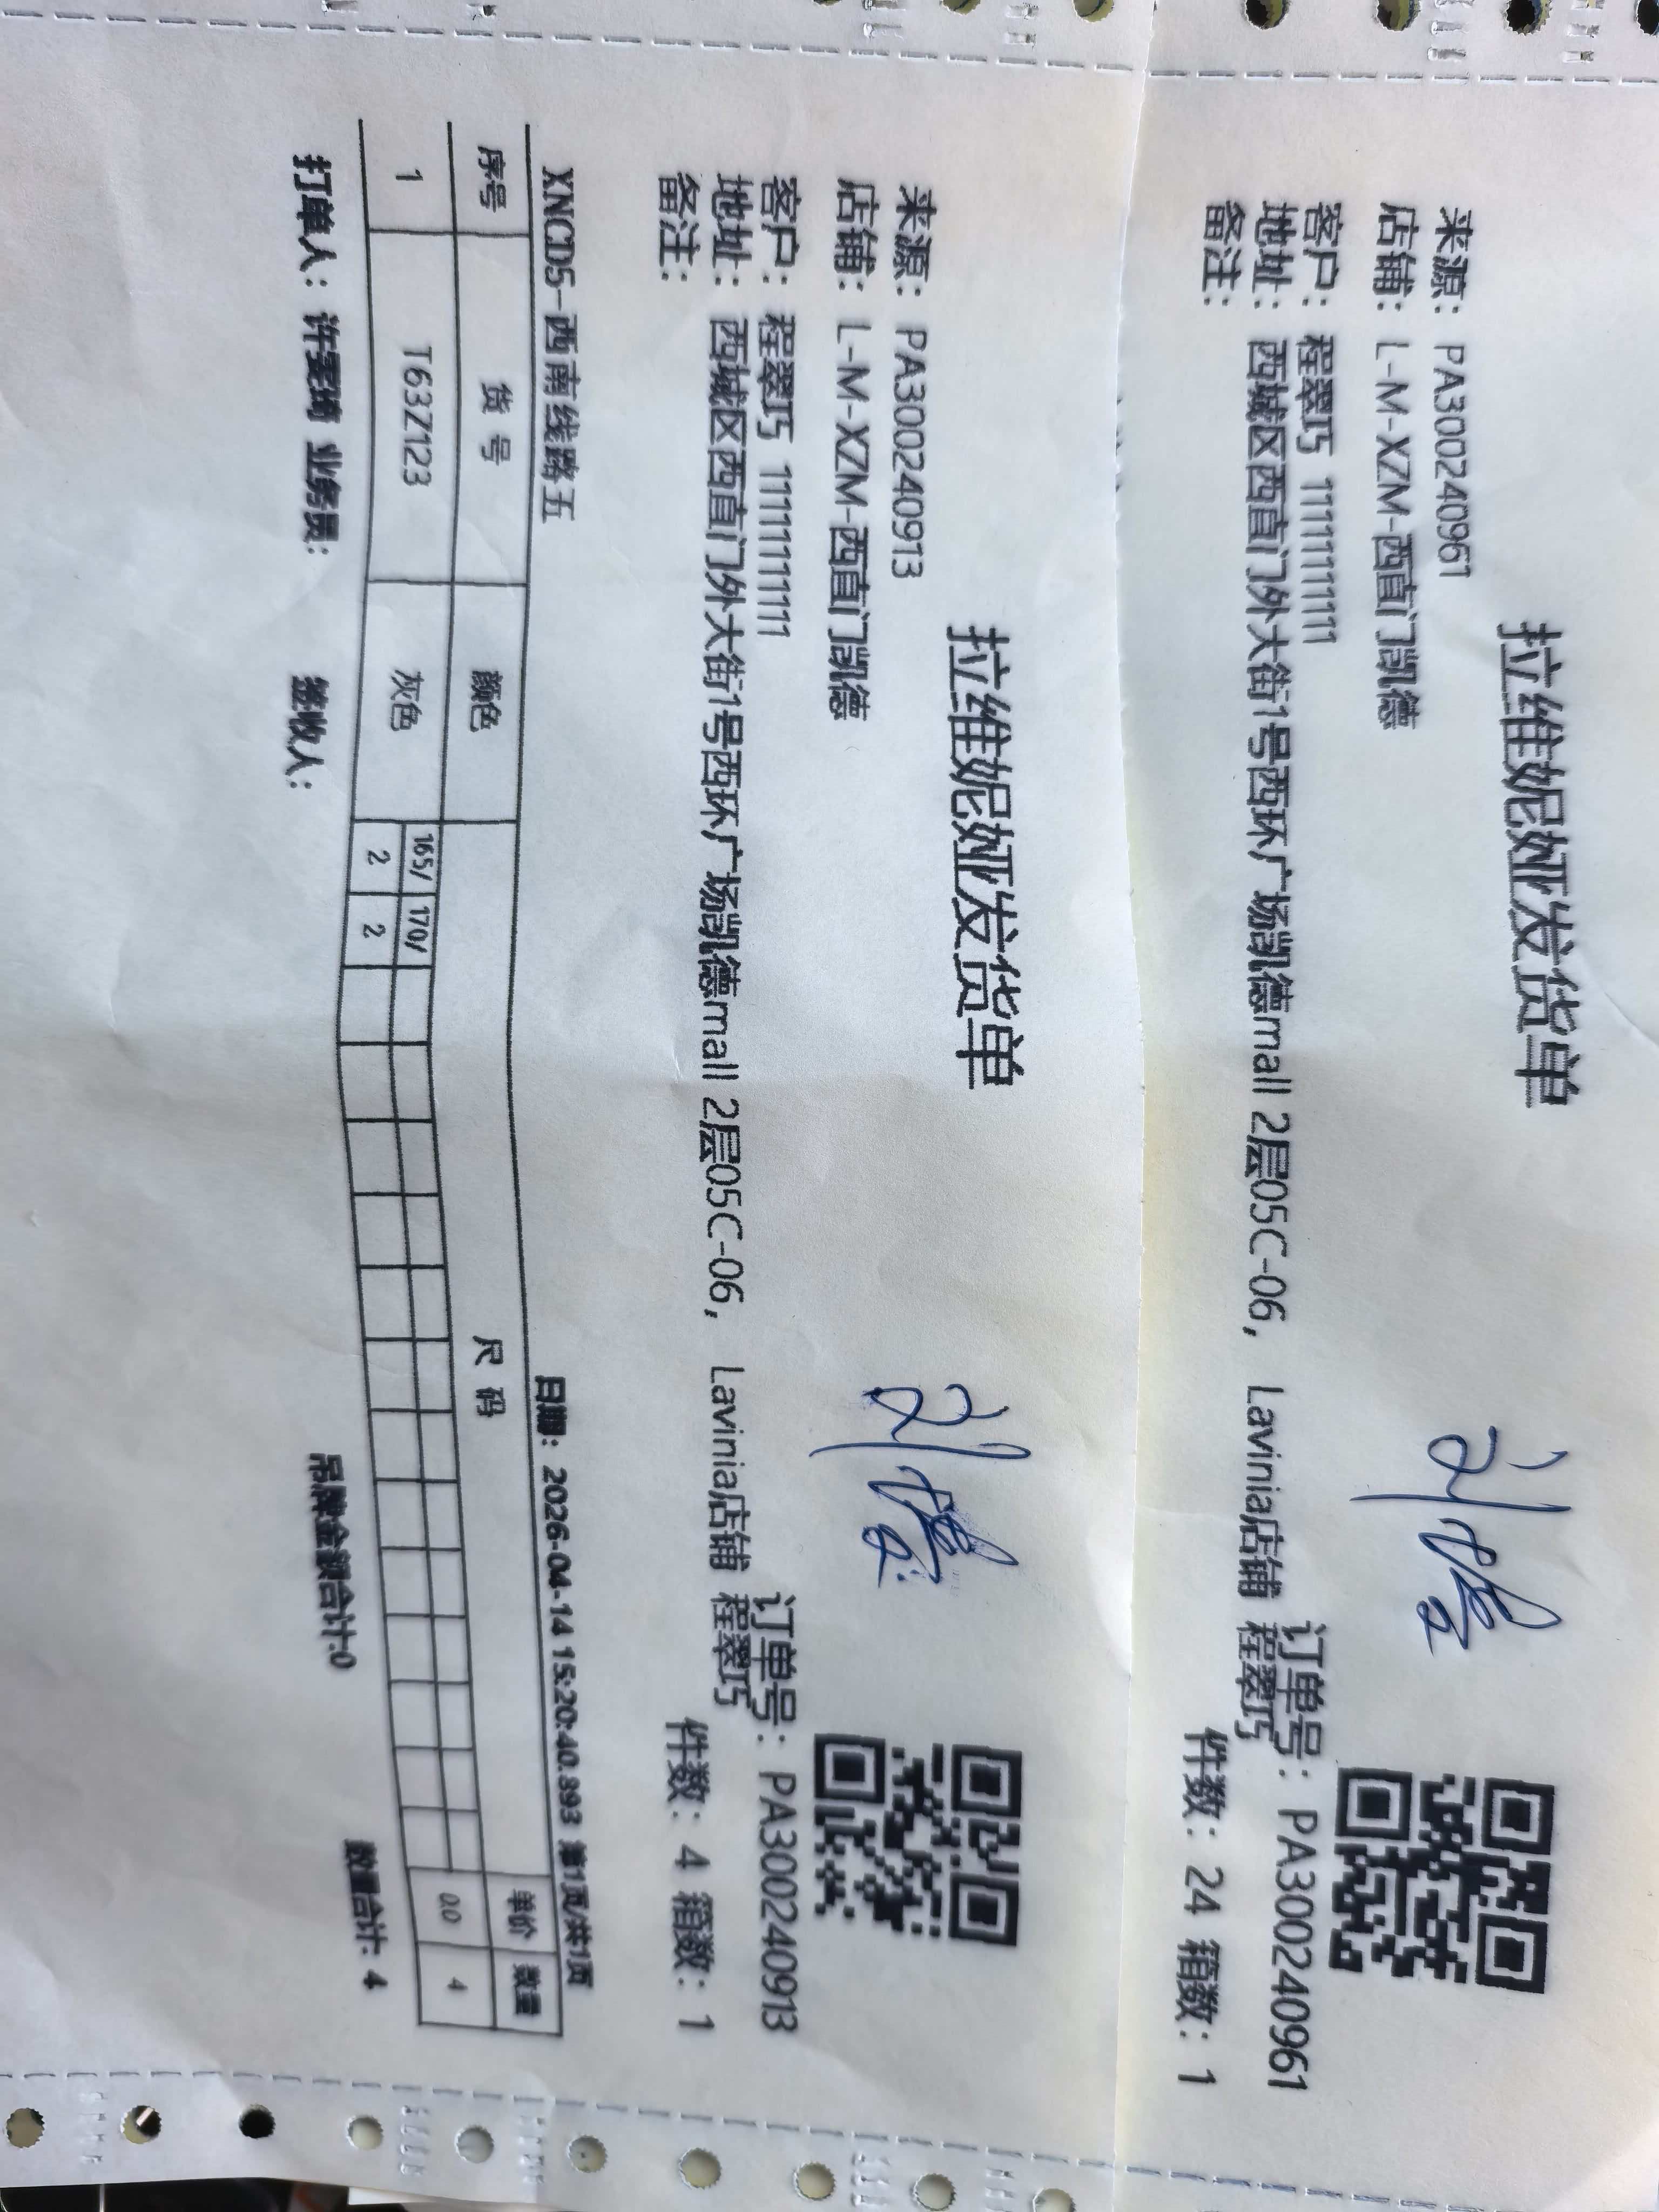 拉维妮娅发货单
来源： PA300240961
店铺： L-M-XZM-西直门凯德
客户： 程翠巧 11111111111
订单号：PA300240961
地址： 西城区西直门外大街1号西环广场凯德mall 2层05C-06， Lavinia店铺 程翠巧
备注：
件数：24 箱数：1
拉维妮娅发货单
来源： PA300240913
店铺： L-M-XZM-西直门凯德
客户： 程翠巧 11111111111
订单号：PA300240913
地址： 西城区西直门外大街1号西环广场凯德mall 2层05C-06， Lavinia店铺 程翠巧
备注：
件数：4 箱数：1
XNCD5-西南线路五 日期：2026-04-14 15:20:40.893 第1页/共1页
序号 货号 颜色 尺码 单价 数量
165/ 170/
1 T63Z123 灰色 2 2 0.0 4
打单人：许 业务员： 签收人： 吊牌金额合计:0 数量合计：4